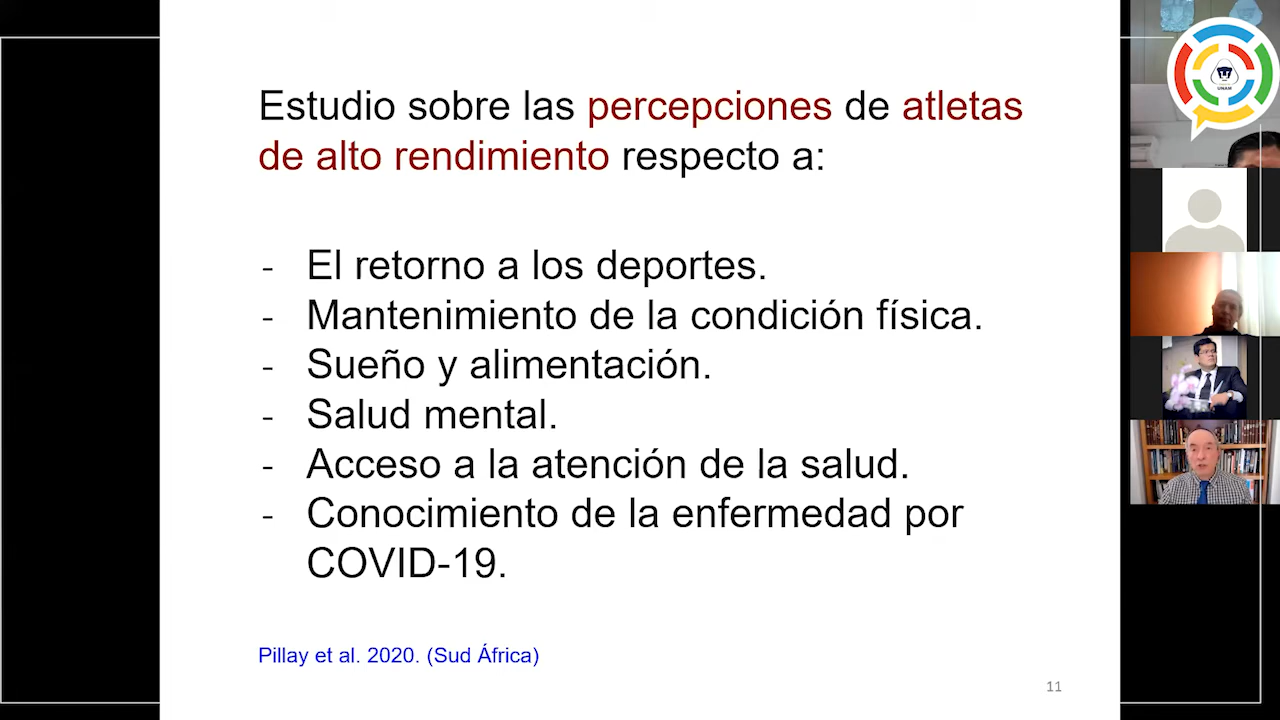 Estudio sobre las percepciones de atletas
de alto rendimiento respecto a:
- El retorno a los deportes.
- Mantenimiento de la condición física.
- Sueño y alimentación.
- Salud mental.
- Acceso a la atención de la salud.
- Conocimiento de la enfermedad por
COVID-19.
Pillay et al. 2020. (Sud África)
11
UNAM